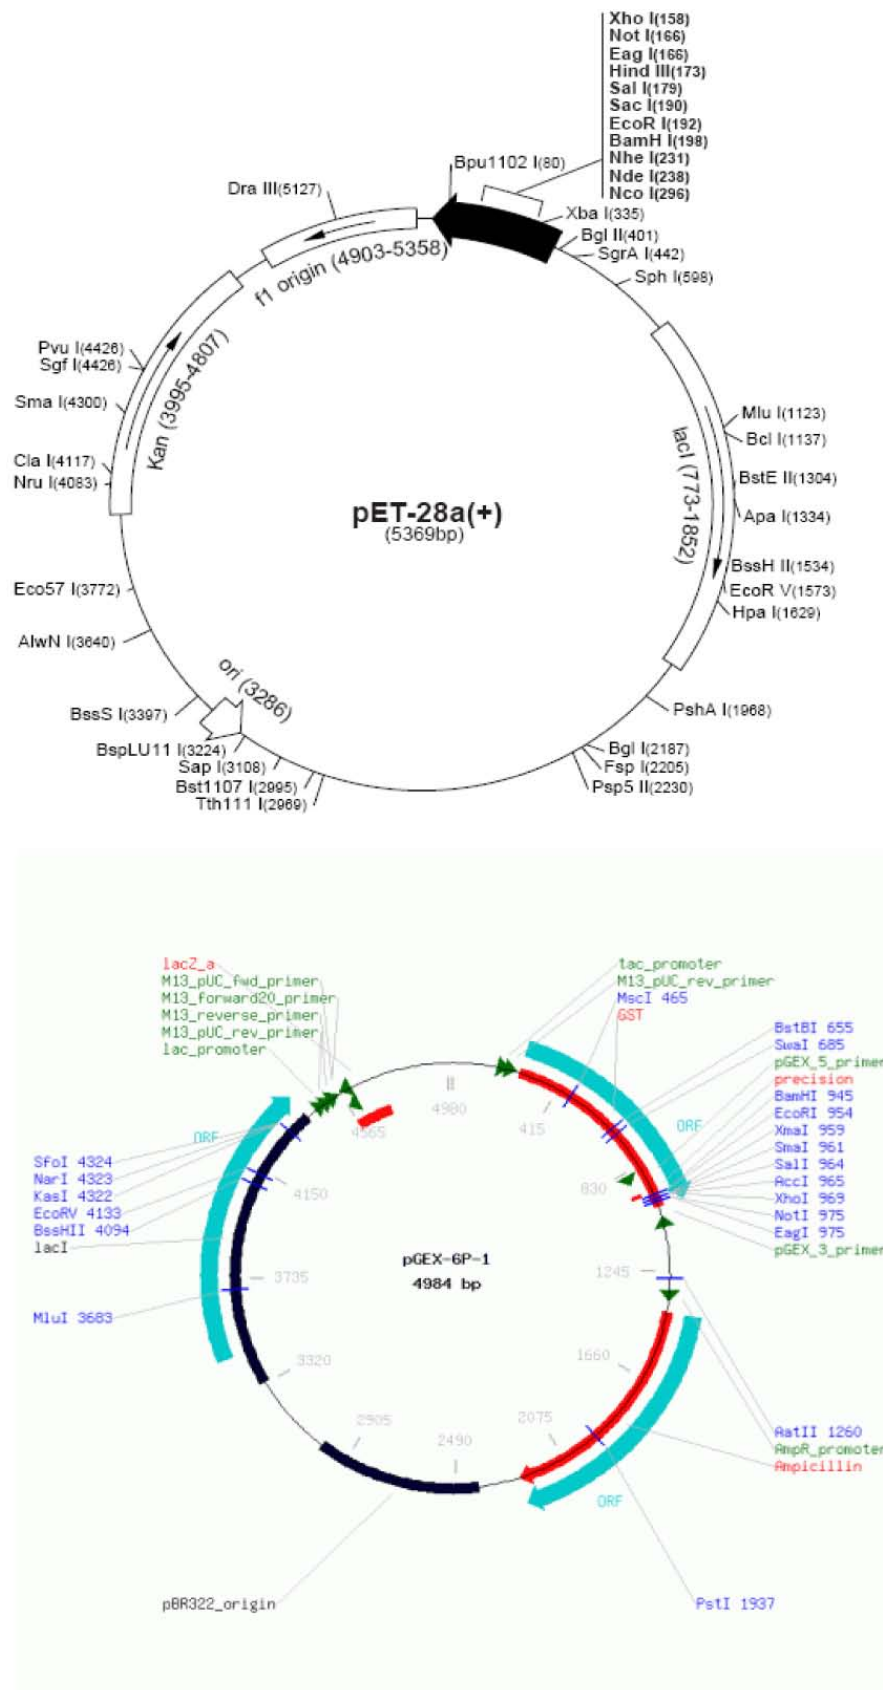 Xho I(158)
Not I(166)
Eag I(166)
Hind III(173)
Sal I(179)
Sac I(190)
EcoR I(192)
BamH I(198)
Nhe I(231)
Nde I(238)
Nco I(296)
Bpu1102 I(80)
Dra III(5127)
Xba I(335)
Bgl II(401)
SgrA I(442)
Sph I(598)
f1 origin (4903-5358)
Pvu I(4426)
Sgf I(4426)
Sma I(4300)
Cla I(4117)
Nru I(4083)
Kan (3995-4807)
lacI (773-1852)
Mlu I(1123)
Bcl I(1137)
BstE II(1304)
Apa I(1334)
BssH II(1534)
EcoR V(1573)
Hpa I(1629)
pET-28a(+)
(5369bp)
Eco57 I(3772)
AlwN I(3640)
ori (3286)
BssS I(3397)
BspLU11 I(3224)
Sap I(3108)
Bst1107 I(2995)
Tth111 I(2969)
PshA I(1968)
Bgl I(2187)
Fsp I(2205)
Psp5 II(2230)
lacZ_a
M13_pUC_fwd_primer
M13_forward20_primer
M13_reverse_primer
M13_pUC_rev_primer
lac_promoter
tac_promoter
M13_pUC_rev_primer
MscI 465
GST
BstBI 655
SwaI 685
pGEX_5_primer
precision
BamHI 945
EcoRI 954
XmaI 959
SmaI 961
SalI 964
AccI 965
XhoI 969
NotI 975
EagI 975
pGEX_3_primer
4980
415
830
1245
1660
2075
2490
2905
3320
3735
4150
4565
ORF
ORF
ORF
SfoI 4324
NarI 4323
KasI 4322
EcoRV 4133
BssHII 4094
lacI
MluI 3683
pGEX-6P-1
4984 bp
AatII 1260
AmpR_promoter
Ampicillin
pBR322_origin
PstI 1937